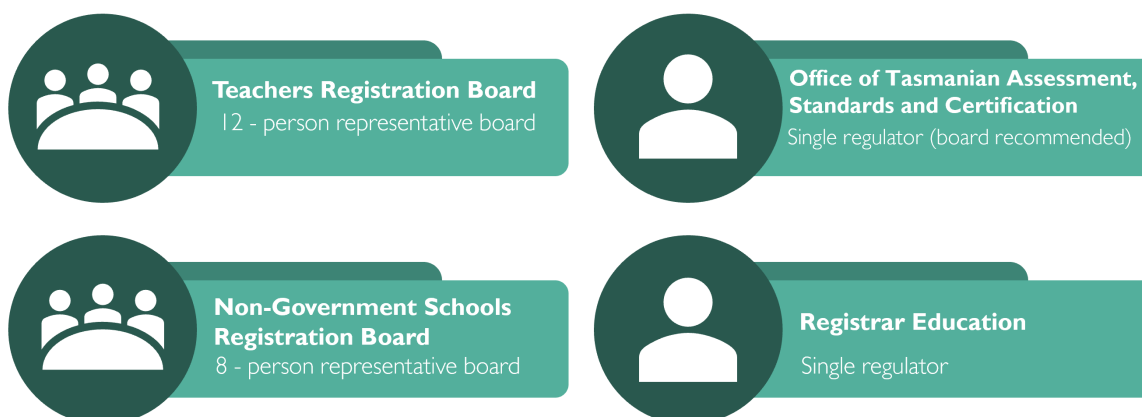 Teachers Registration Board
12 - person representative board
Office of Tasmanian Assessment,
Standards and Certification
Single regulator (board recommended)
Non-Government Schools
Registration Board
8 - person representative board
Registrar Education
Single regulator